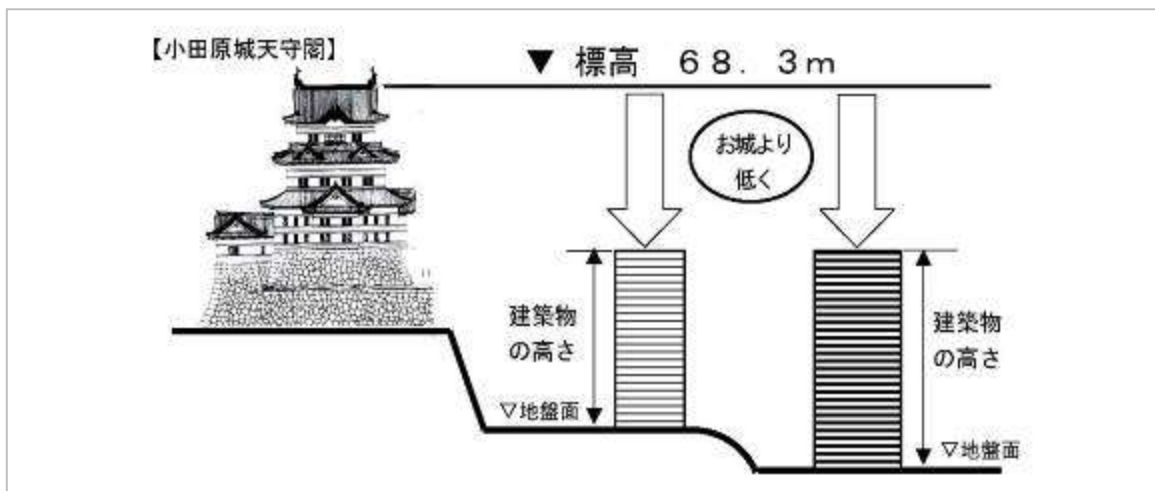 【小田原城天守閣】
▼ 標高 68.3m
お城より
低く
建築物
の高さ
建築物
の高さ
▽地盤面
▽地盤面